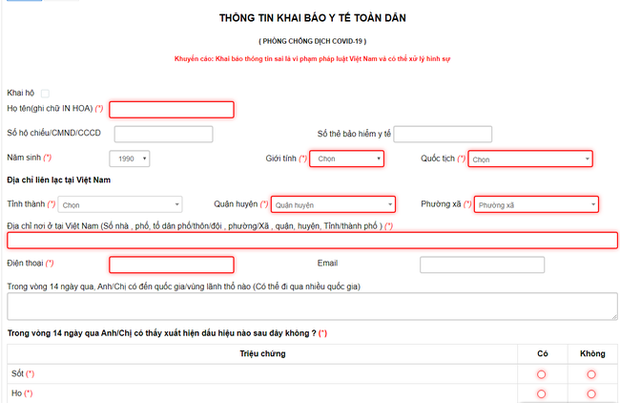 THÔNG TIN KHAI BÁO Y TẾ TOÀN DÂN
( PHÒNG CHỐNG DỊCH COVID-19 )
Khuyến cáo: Khai báo thông tin sai là vi phạm pháp luật Việt Nam và có thể xử lý hình sự
Khai hộ
Họ tên(ghi chữ IN HOA) (*)
Số hộ chiếu/CMND/CCCD Số thẻ bảo hiểm y tế
Năm sinh (*) 1990 Giới tính (*) Chọn Quốc tịch (*) Chọn
Địa chỉ liên lạc tại Việt Nam
Tỉnh thành (*) Chọn Quận huyện (*) Quận huyện Phường xã (*) Phường xã
Địa chỉ nơi ở tại Việt Nam (Số nhà , phố, tổ dân phố/thôn/đội , phường/Xã , quận, huyện, Tỉnh/thành phố ) (*)
Điện thoại (*) Email
Trong vòng 14 ngày qua, Anh/Chị có đến quốc gia/vùng lãnh thổ nào (Có thể đi qua nhiều quốc gia)
Trong vòng 14 ngày qua Anh/Chị có thấy xuất hiện dấu hiệu nào sau đây không ? (*)
Triệu chứng Có Không
Sốt (*)
Ho (*)